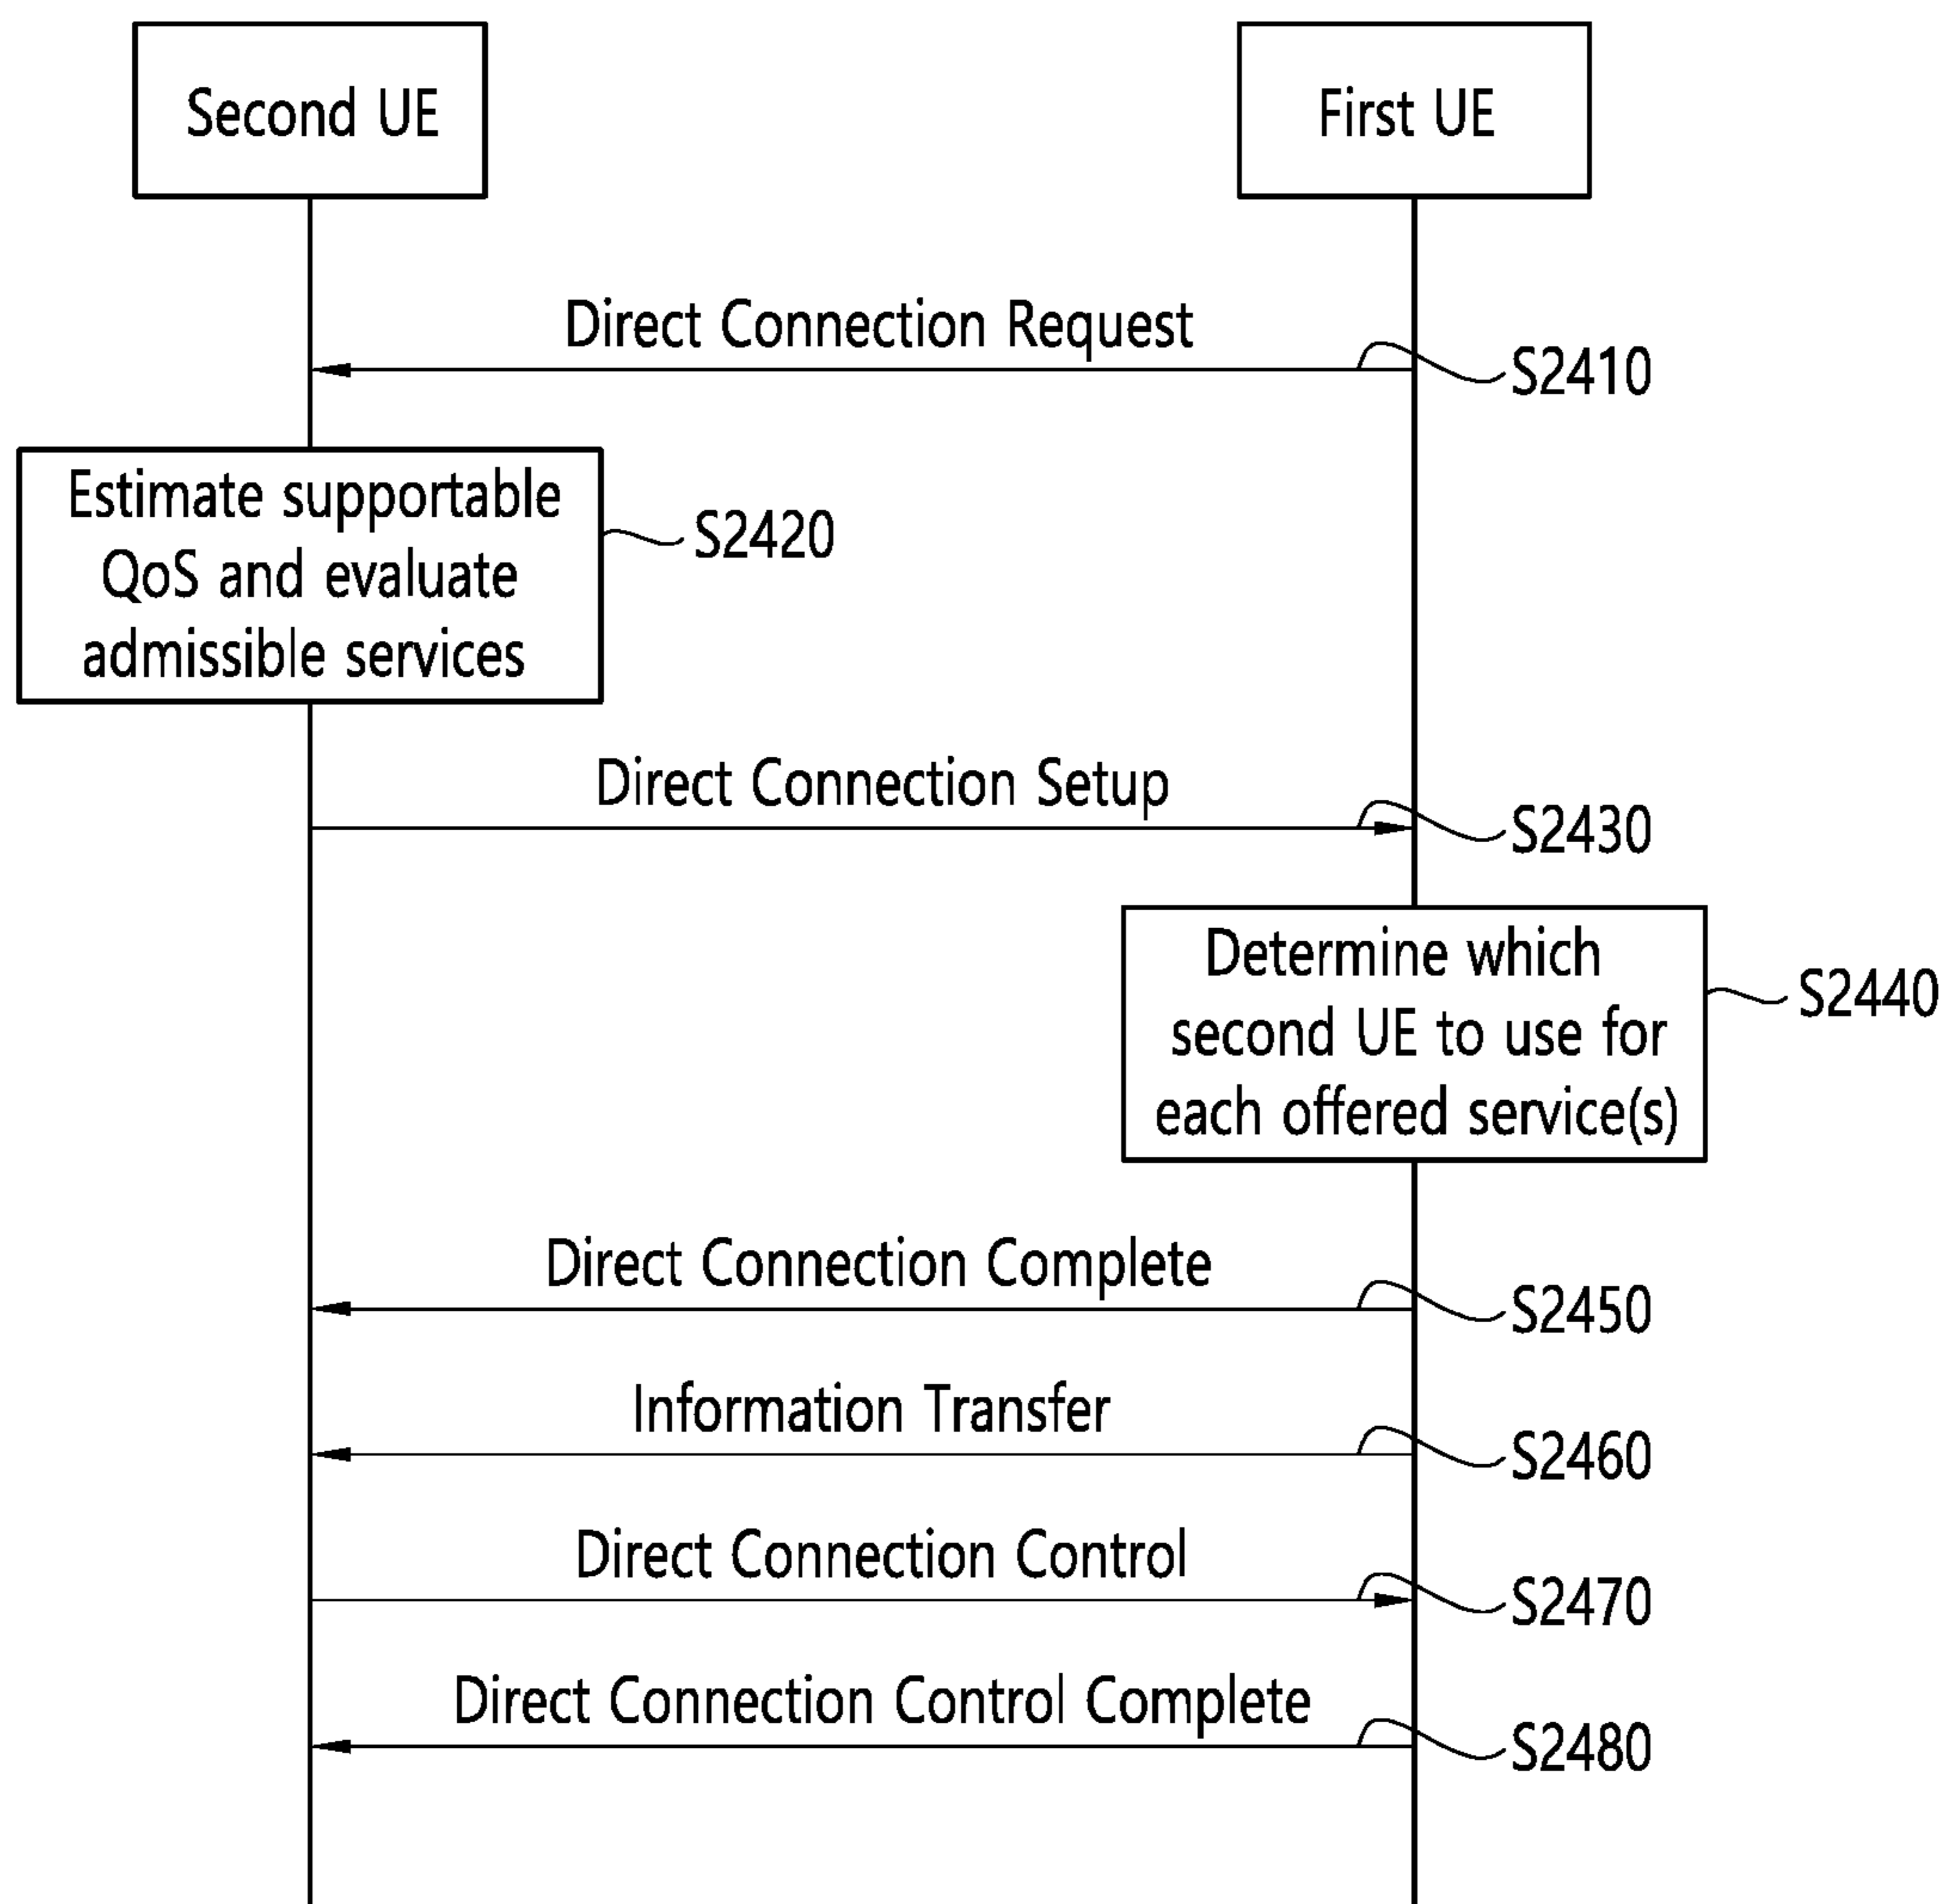 Second UE
First UE
Direct Connection Request
S2410
Estimate supportable
QoS and evaluate
admissible services
S2420
Direct Connection Setup
S2430
Determine which
second UE to use for
each offered service(s)
S2440
Direct Connection Complete
S2450
Information Transfer
S2460
Direct Connection Control
S2470
Direct Connection Control Complete
S2480